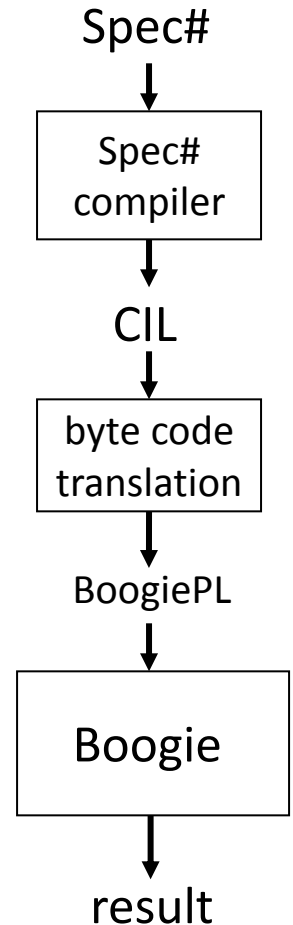 Spec#
Spec#
compiler
CIL
byte code
translation
BoogiePL
Boogie
result